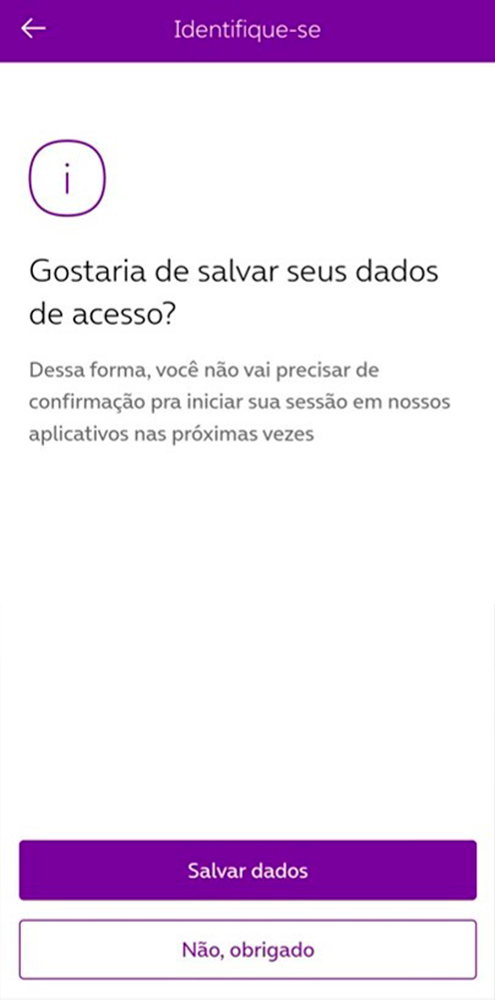 Identifique-se
Gostaria de salvar seus dados
de acesso?
Dessa forma, você não vai precisar de
confirmação pra iniciar sua sessão em nossos
aplicativos nas próximas vezes
Salvar dados
Não, obrigado